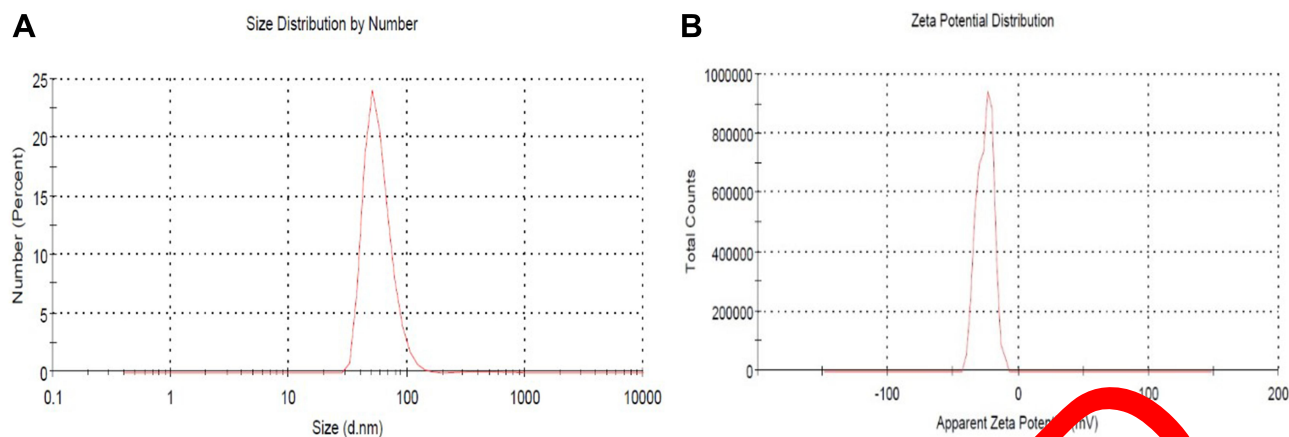 A
Size Distribution by Number
25
20
15
10
5
0
Number (Percent)
0.1 1 10 100 1000 10000
Size (d.nm)
B
Zeta Potential Distribution
1000000
800000
600000
400000
200000
0
Total Counts
-100 0 100 200
Apparent Zeta mV)